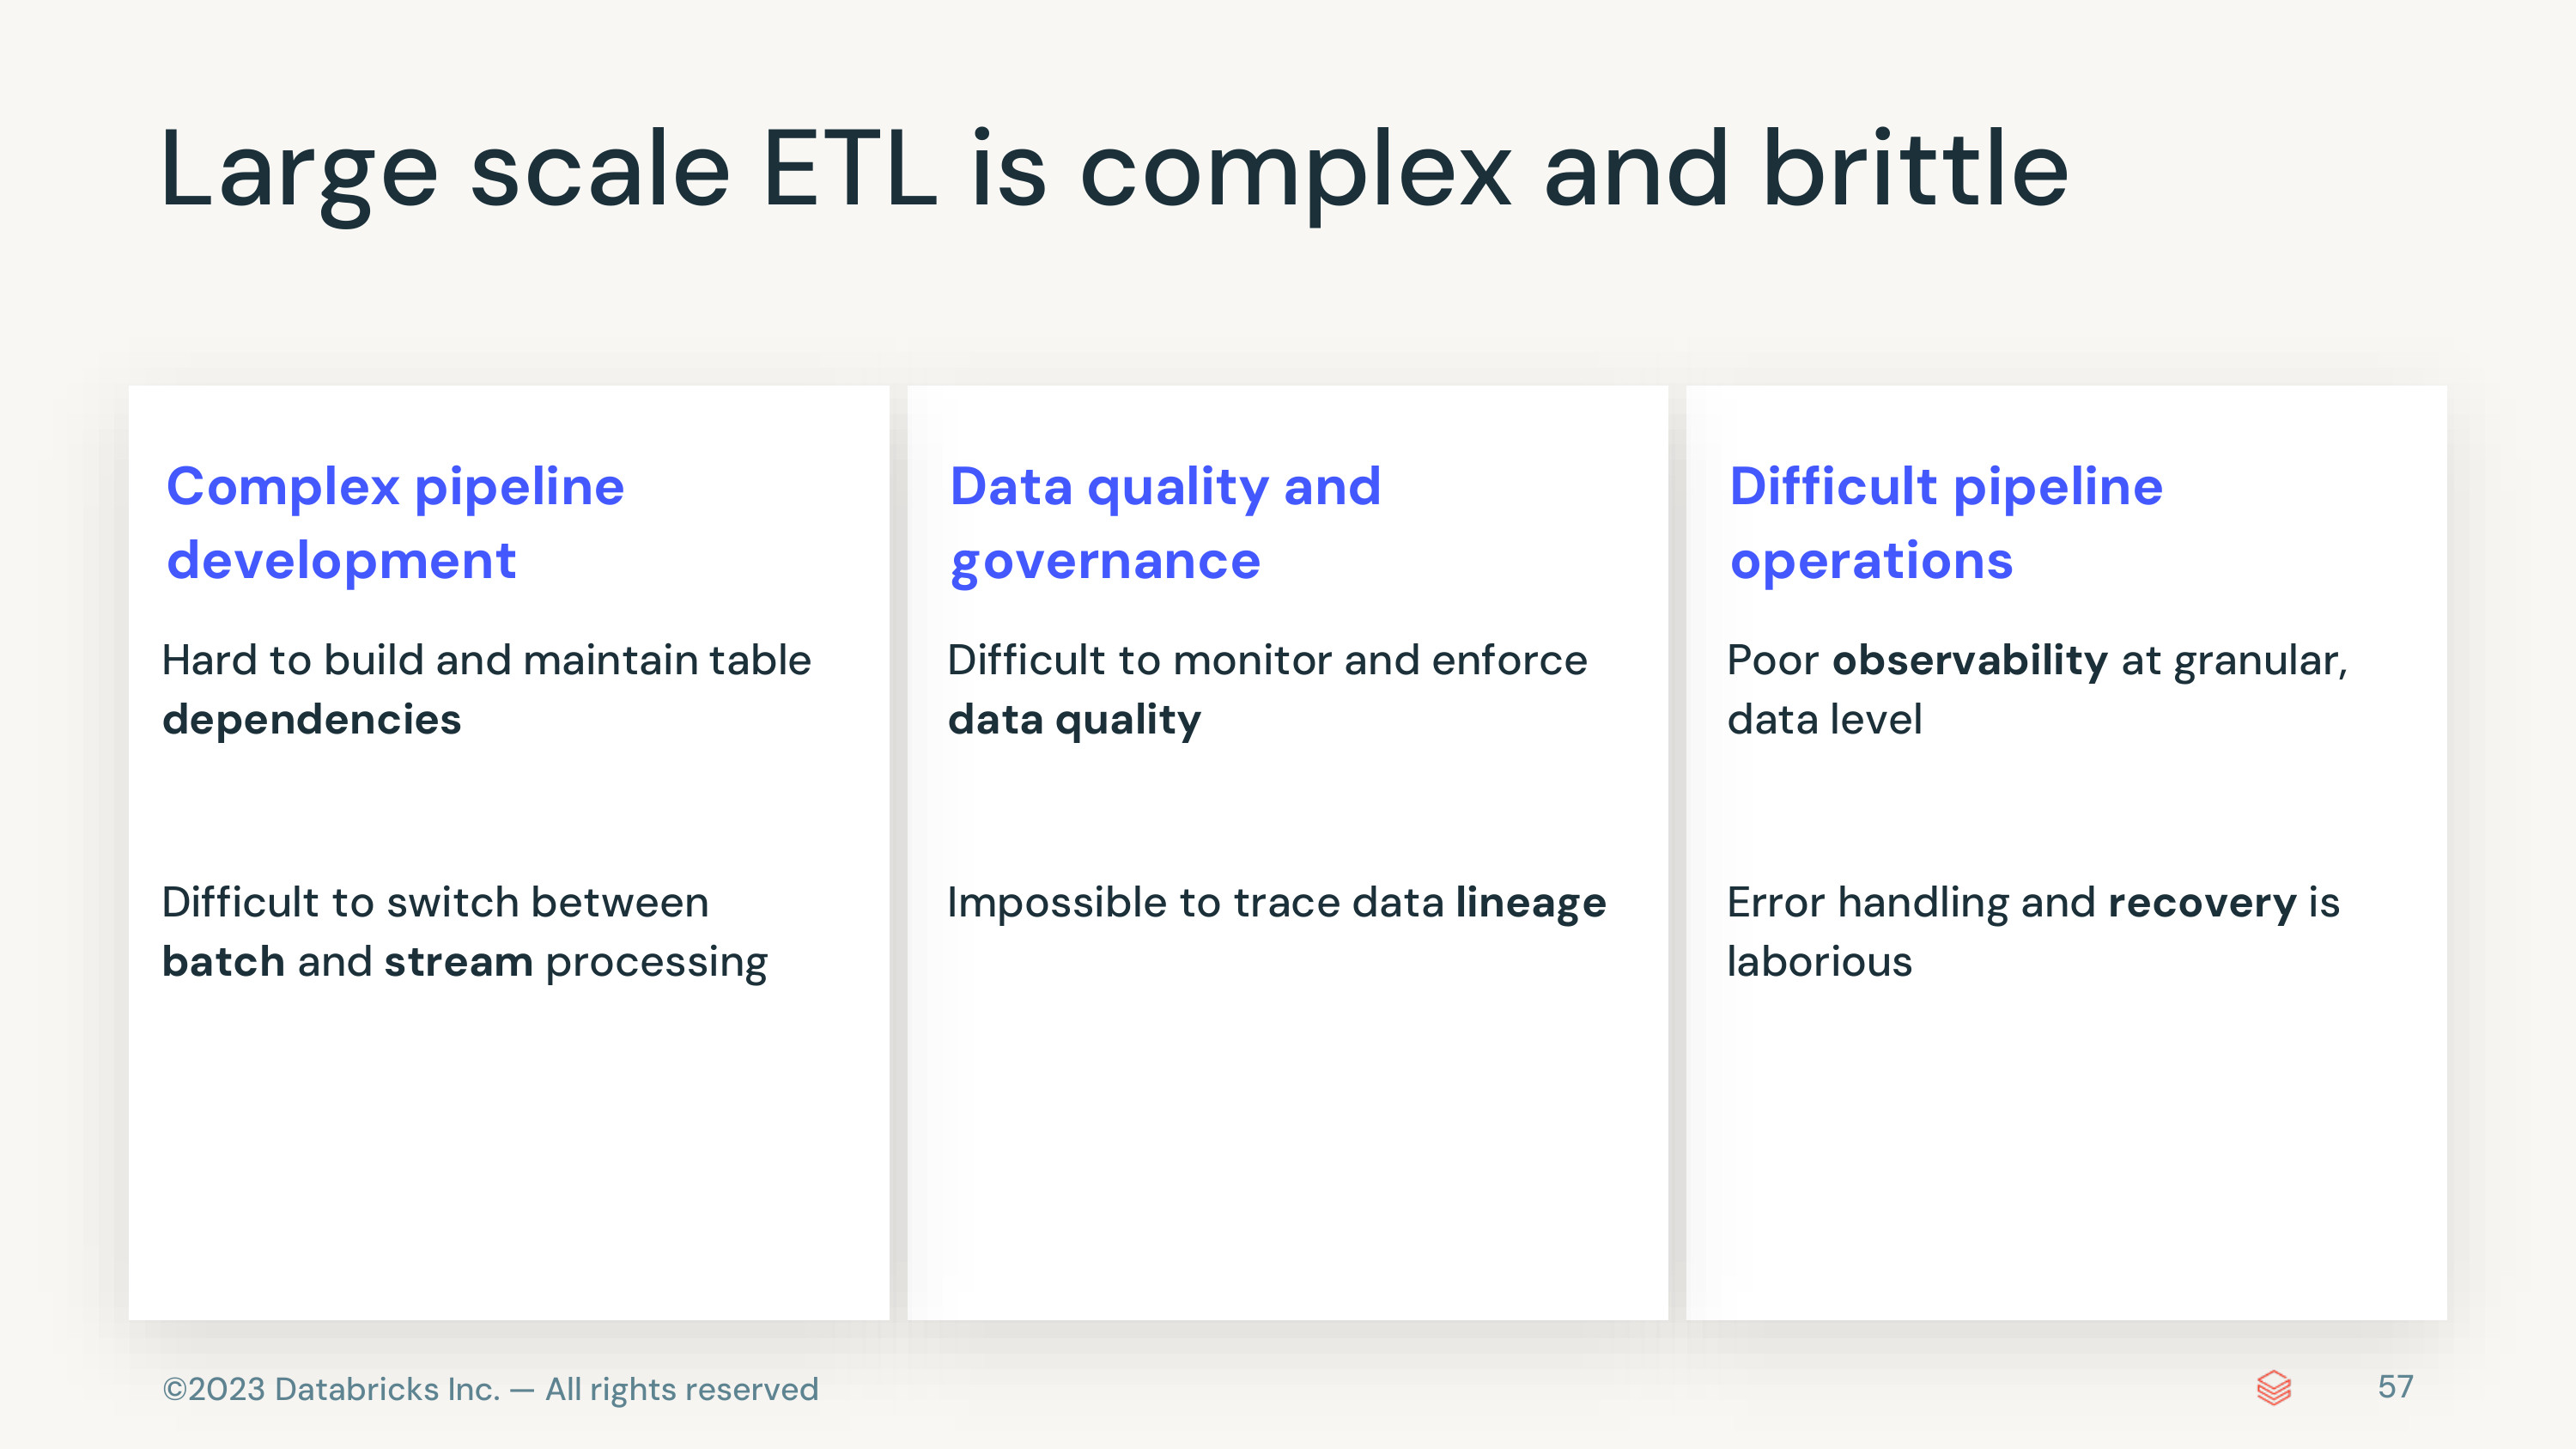 Large scale ETL is complex and brittle
Complex pipeline
development
Hard to build and maintain table
dependencies
Difficult to switch between
batch and stream processing
Data quality and
governance
Difficult to monitor and enforce
data quality
Impossible to trace data lineage
Difficult pipeline
operations
Poor observability at granular,
data level
Error handling and recovery is
laborious
©2023 Databricks Inc. — All rights reserved
57